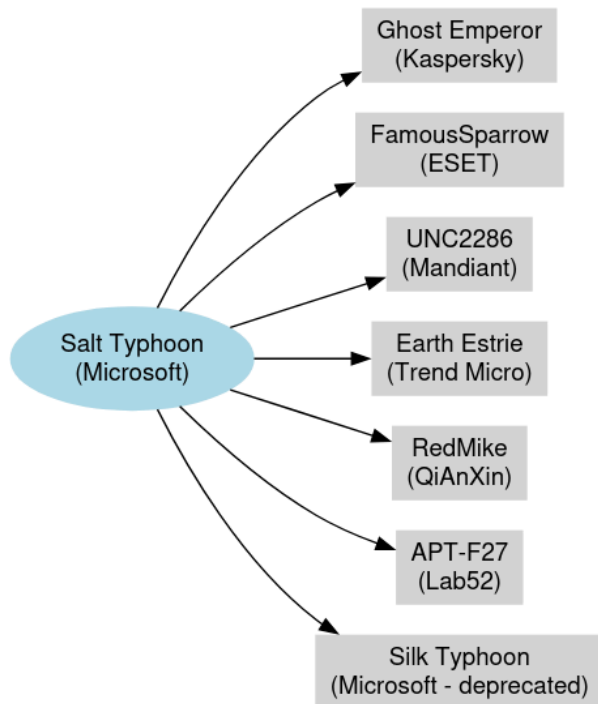 Ghost Emperor
(Kaspersky)
FamousSparrow
(ESET)
UNC2286
(Mandiant)
Salt Typhoon
(Microsoft)
Earth Estrie
(Trend Micro)
RedMike
(QiAnXin)
APT-F27
(Lab52)
Silk Typhoon
(Microsoft - deprecated)